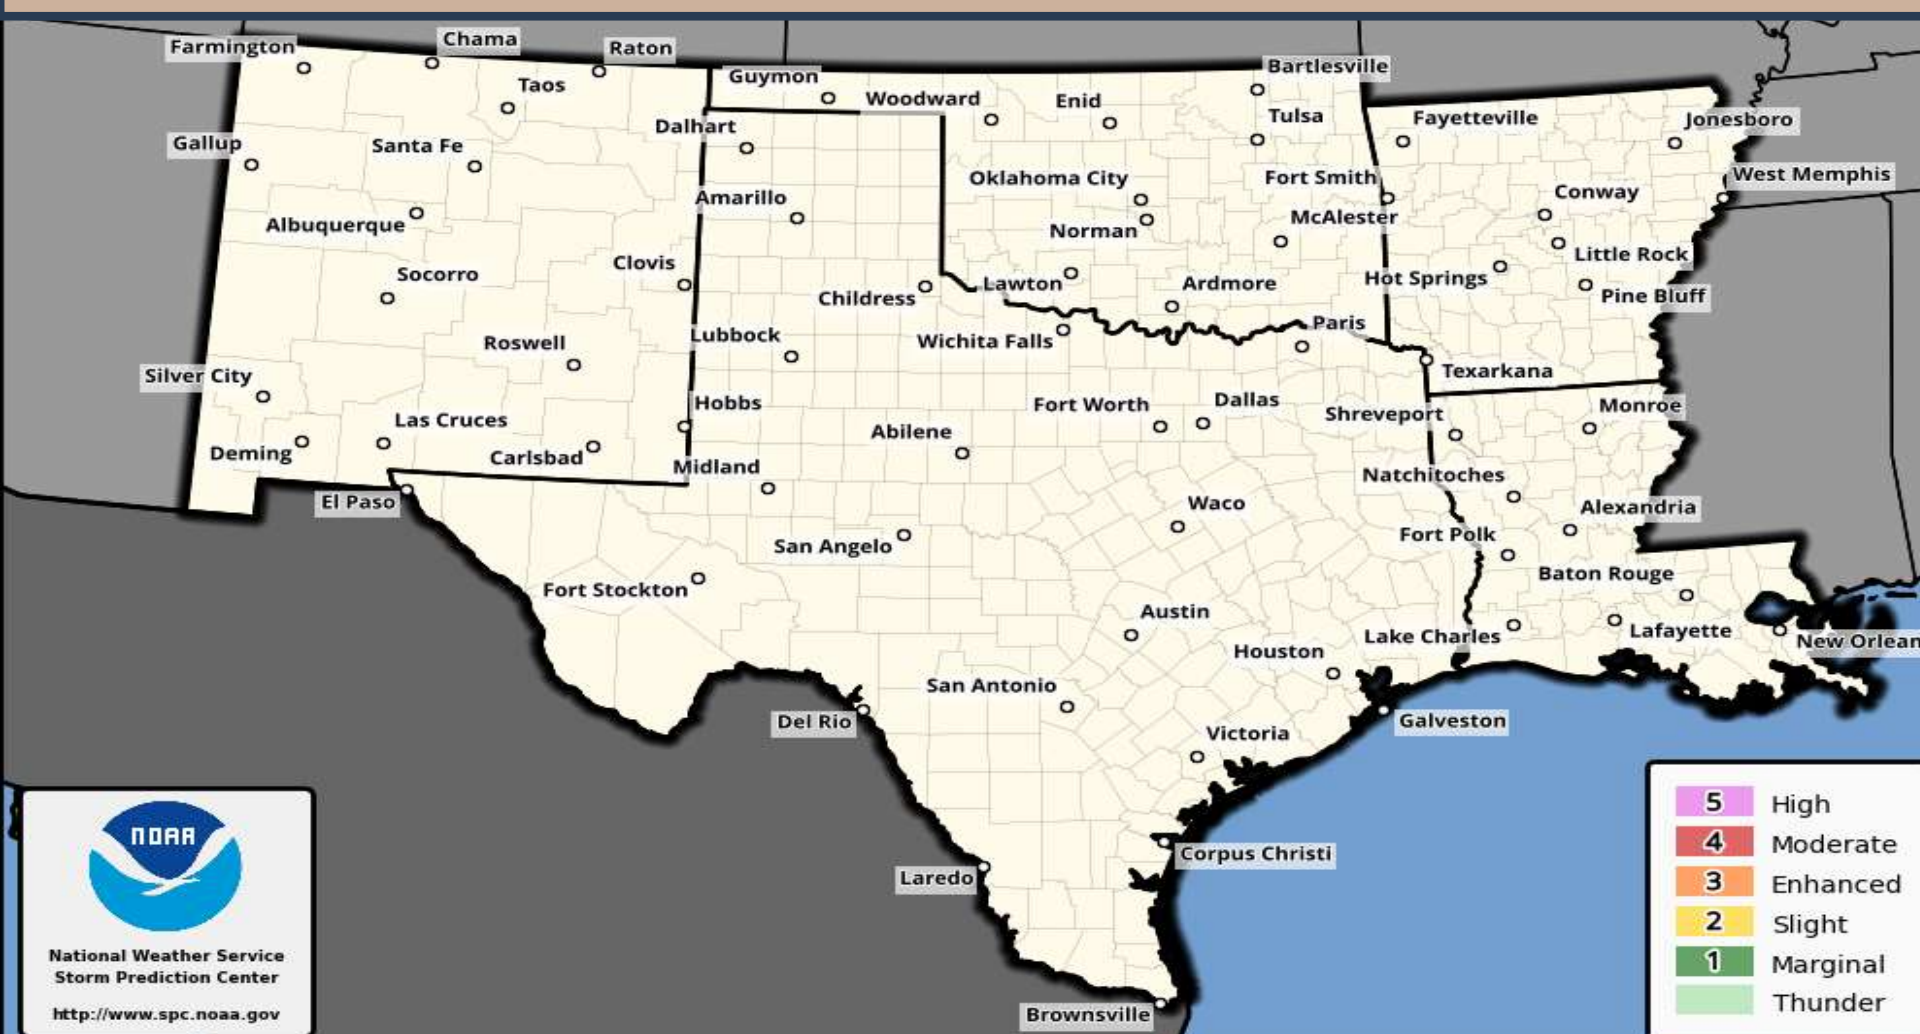 Farmington
Chama
Raton
Taos
Guymon
Woodward
Enid
Bartlesville
Tulsa
Fayetteville
Jonesboro
Dalhart
Gallup
Santa Fe
West Memphis
Oklahoma City
Fort Smith
Conway
Amarillo
Albuquerque
Norman
McAlester
Little Rock
Clovis
Socorro
Hot Springs
Lawton
Ardmore
Childress
Pine Bluff
Paris
Lubbock
Wichita Falls
Roswell
Texarkana
Silver City
Hobbs
Fort Worth
Dallas
Shreveport
Monroe
Las Cruces
Abilene
Deming
Carlsbad
Midland
Natchitoches
El Paso
Waco
Alexandria
San Angelo
Fort Polk
Baton Rouge
Fort Stockton
Austin
Lake Charles
Lafayette
New Orlean
Houston
San Antonio
Del Rio
Galveston
Victoria
Corpus Christi
Laredo
Brownsville
NOAA
National Weather Service
Storm Prediction Center
http://www.spc.noaa.gov
5 High
4 Moderate
3 Enhanced
2 Slight
1 Marginal
Thunder